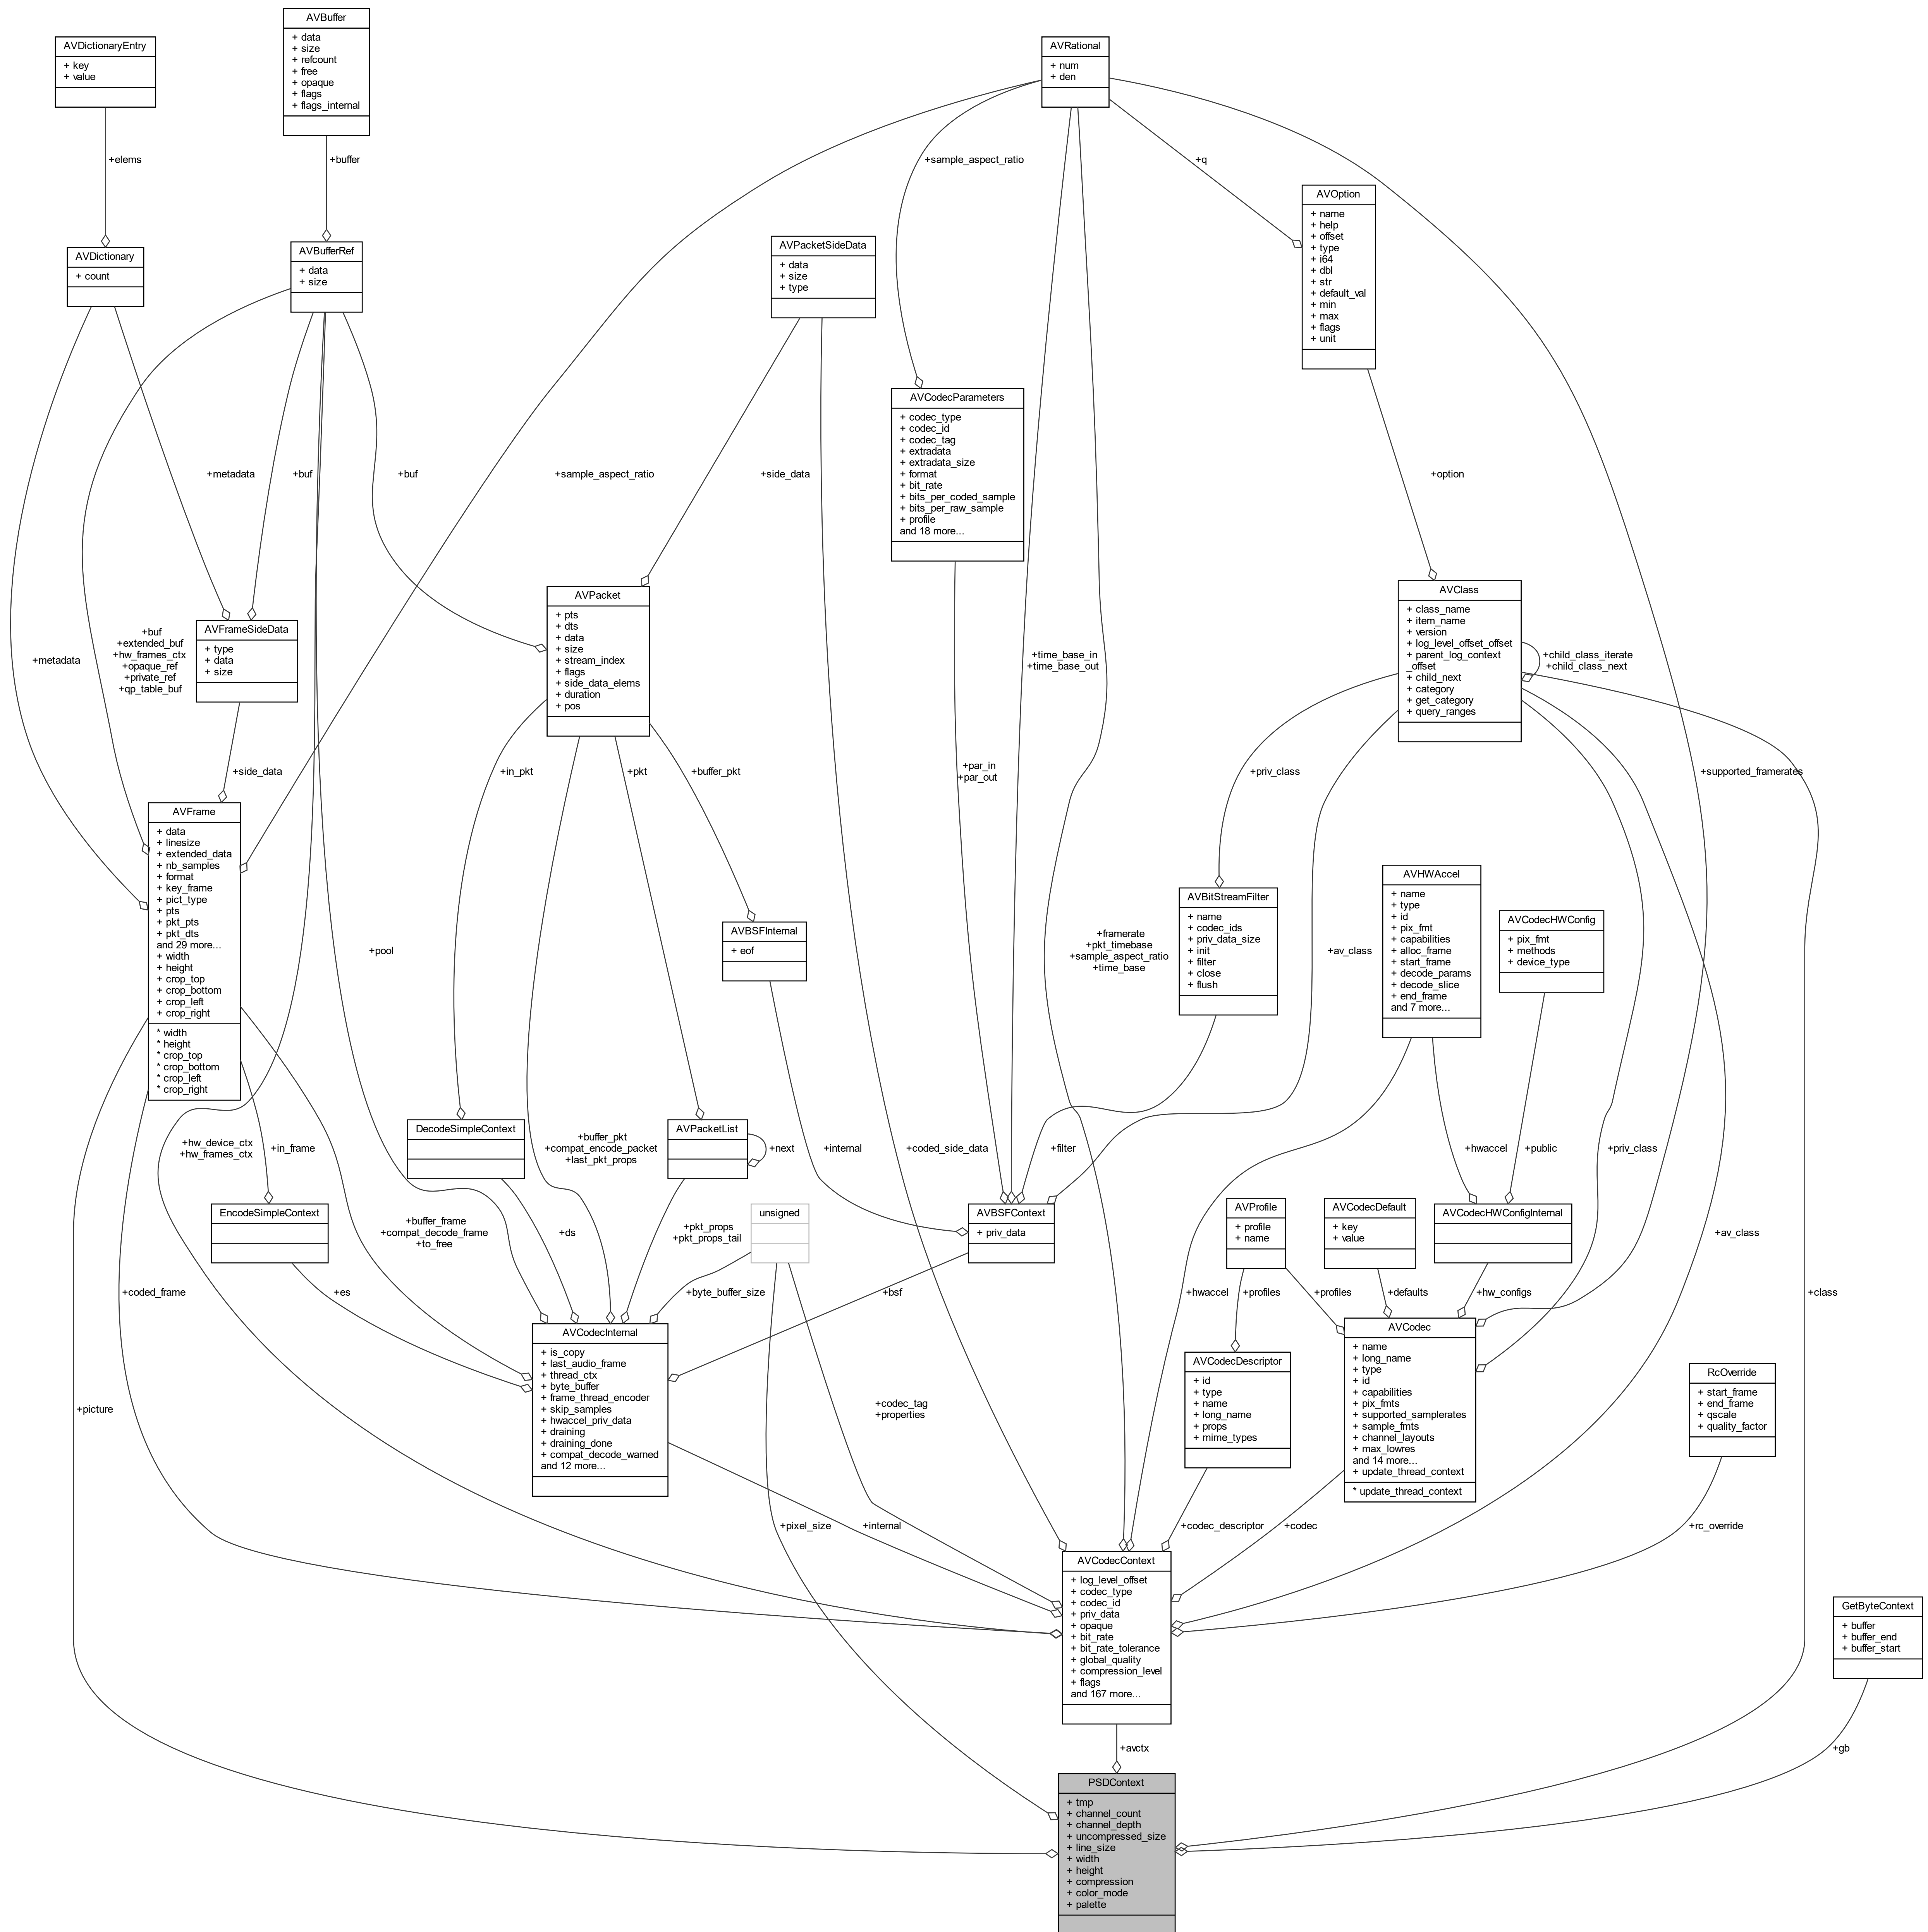 AVBuffer
+ data
+ size
+ refcount
+ free
+ opaque
+ flags
+ flags_internal
AVDictionaryEntry
+ key
+ value
AVRational
+ num
+ den
+elems
+buffer
+sample_aspect_ratio
+q
AVOption
+ name
+ help
+ offset
+ type
+ i64
+ dbl
+ str
+ default_val
+ min
+ max
+ flags
+ unit
AVDictionary
+ count
AVBufferRef
+ data
+ size
AVPacketSideData
+ data
+ size
+ type
AVCodecParameters
+ codec_type
+ codec_id
+ codec_tag
+ extradata
+ extradata_size
+ format
+ bit_rate
+ bits_per_coded_sample
+ bits_per_raw_sample
+ profile
and 18 more...
+metadata
+buf
+buf
+sample_aspect_ratio
+side_data
+option
AVPacket
+ pts
+ dts
+ data
+ size
+ stream_index
+ flags
+ side_data_elems
+ duration
+ pos
AVClass
+ class_name
+ item_name
+ version
+ log_level_offset_offset
+ parent_log_context
_offset
+ child_next
+ category
+ get_category
+ query_ranges
+child_class_iterate
+child_class_next
AVFrameSideData
+ type
+ data
+ size
+metadata
+buf
+extended_buf
+hw_frames_ctx
+opaque_ref
+private_ref
+qp_table_buf
+time_base_in
+time_base_out
+side_data
+in_pkt
+pkt
+buffer_pkt
+par_in
+par_out
+priv_class
+supported_framerates
AVFrame
+ data
+ linesize
+ extended_data
+ nb_samples
+ format
+ key_frame
+ pict_type
+ pts
+ pkt_pts
+ pkt_dts
and 29 more...
+ width
+ height
+ crop_top
+ crop_bottom
+ crop_left
+ crop_right
* width
* height
* crop_top
* crop_bottom
* crop_left
* crop_right
+pool
AVBSFInternal
+ eof
+framerate
+pkt_timebase
+sample_aspect_ratio
+time_base
AVBitStreamFilter
+ name
+ codec_ids
+ priv_data_size
+ init
+ filter
+ close
+ flush
+av_class
AVHWAccel
+ name
+ type
+ id
+ pix_fmt
+ capabilities
+ alloc_frame
+ start_frame
+ decode_params
+ decode_slice
+ end_frame
and 7 more...
AVCodecHWConfig
+ pix_fmt
+ methods
+ device_type
+hw_device_ctx
+hw_frames_ctx
+in_frame
DecodeSimpleContext
+buffer_pkt
+compat_encode_packet
+last_pkt_props
AVPacketList
+next
+internal
+coded_side_data
+filter
+hwaccel
+public
+priv_class
EncodeSimpleContext
+buffer_frame
+compat_decode_frame
+to_free
+ds
+pkt_props
+pkt_props_tail
unsigned
AVBSFContext
+ priv_data
AVProfile
+ profile
+ name
AVCodecDefault
+ key
+ value
AVCodecHWConfigInternal
+av_class
+coded_frame
+es
+byte_buffer_size
+bsf
+hwaccel
+profiles
+profiles
+defaults
+hw_configs
+class
AVCodecInternal
+ is_copy
+ last_audio_frame
+ thread_ctx
+ byte_buffer
+ frame_thread_encoder
+ skip_samples
+ hwaccel_priv_data
+ draining
+ draining_done
+ compat_decode_warned
and 12 more...
AVCodecDescriptor
+ id
+ type
+ name
+ long_name
+ props
+ mime_types
AVCodec
+ name
+ long_name
+ type
+ id
+ capabilities
+ pix_fmts
+ supported_samplerates
+ sample_fmts
+ channel_layouts
+ max_lowres
and 14 more...
+ update_thread_context
* update_thread_context
RcOverride
+ start_frame
+ end_frame
+ qscale
+ quality_factor
+picture
+codec_tag
+properties
+pixel_size
+internal
+codec_descriptor
+codec
+rc_override
AVCodecContext
+ log_level_offset
+ codec_type
+ codec_id
+ priv_data
+ opaque
+ bit_rate
+ bit_rate_tolerance
+ global_quality
+ compression_level
+ flags
and 167 more...
GetByteContext
+ buffer
+ buffer_end
+ buffer_start
+avctx
+gb
PSDContext
+ tmp
+ channel_count
+ channel_depth
+ uncompressed_size
+ line_size
+ width
+ height
+ compression
+ color_mode
+ palette